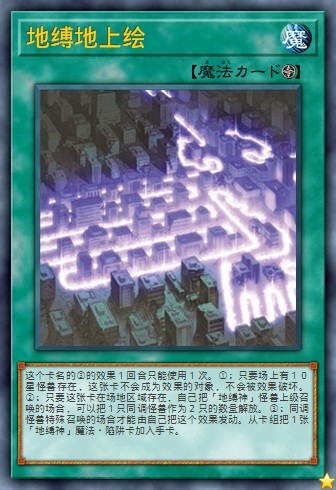 地缚地上绘
魔
【魔法カード】
这个卡名的③的效果1回合只能使用1次。①：只要场上有10
星怪兽存在，这张卡不会成为效果的对象，不会被效果破坏。
②：只要这张卡在场地区域存在，自己把「地缚神」怪兽上级召
唤的场合，可以把1只同调怪兽作为2只的数量解放。③：同调
怪兽特殊召唤的场合才能由自己把这个效果发动。从卡组把1张
「地缚神」魔法·陷阱卡加入手卡。